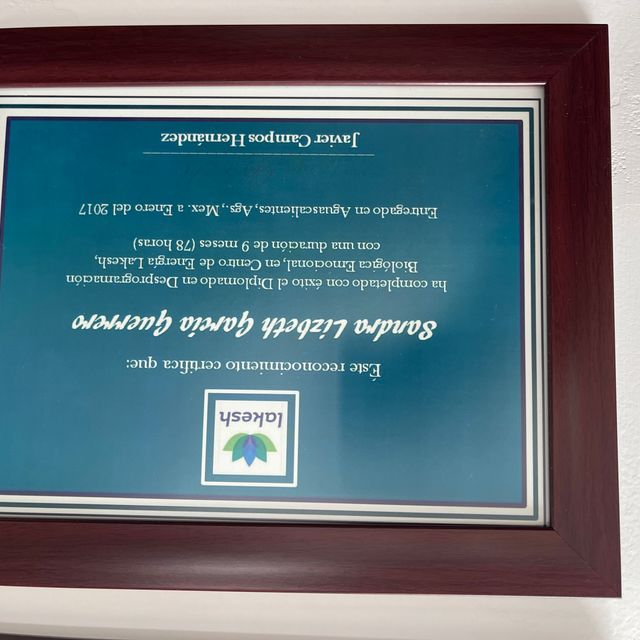 lakesh
Éste reconocimiento certifica que:
Sandra Lizbeth García Guerrero
ha completado con éxito el Diplomado en Desprogramación
Biológica Emocional, en Centro de Energía Lakesh,
con una duración de 9 meses (78 horas)
Entregado en Aguascalientes, Ags., Mex. a Enero del 2017
Javier Campos Hernández